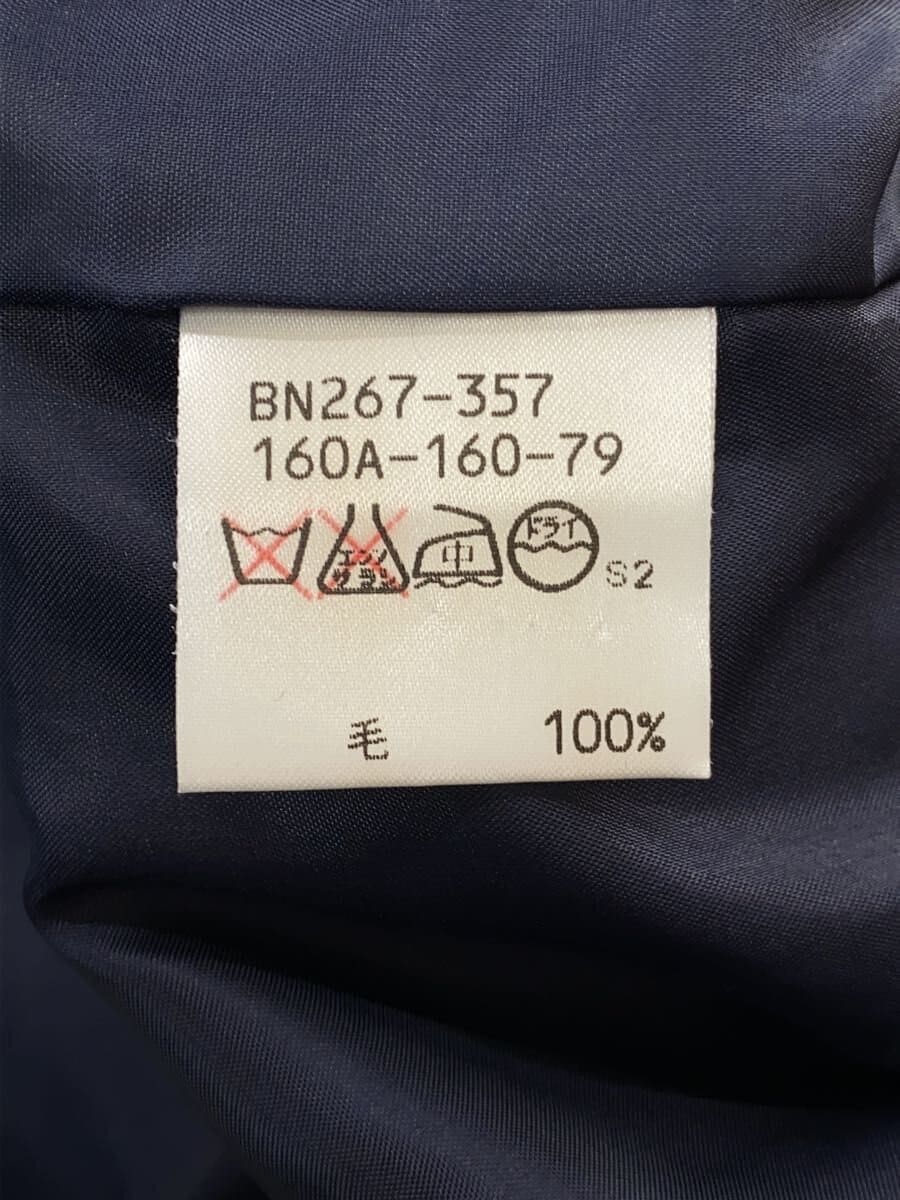 BN267-357
160A-160-79
エンソ
サラシ
中
ドライ
S2
毛 100%